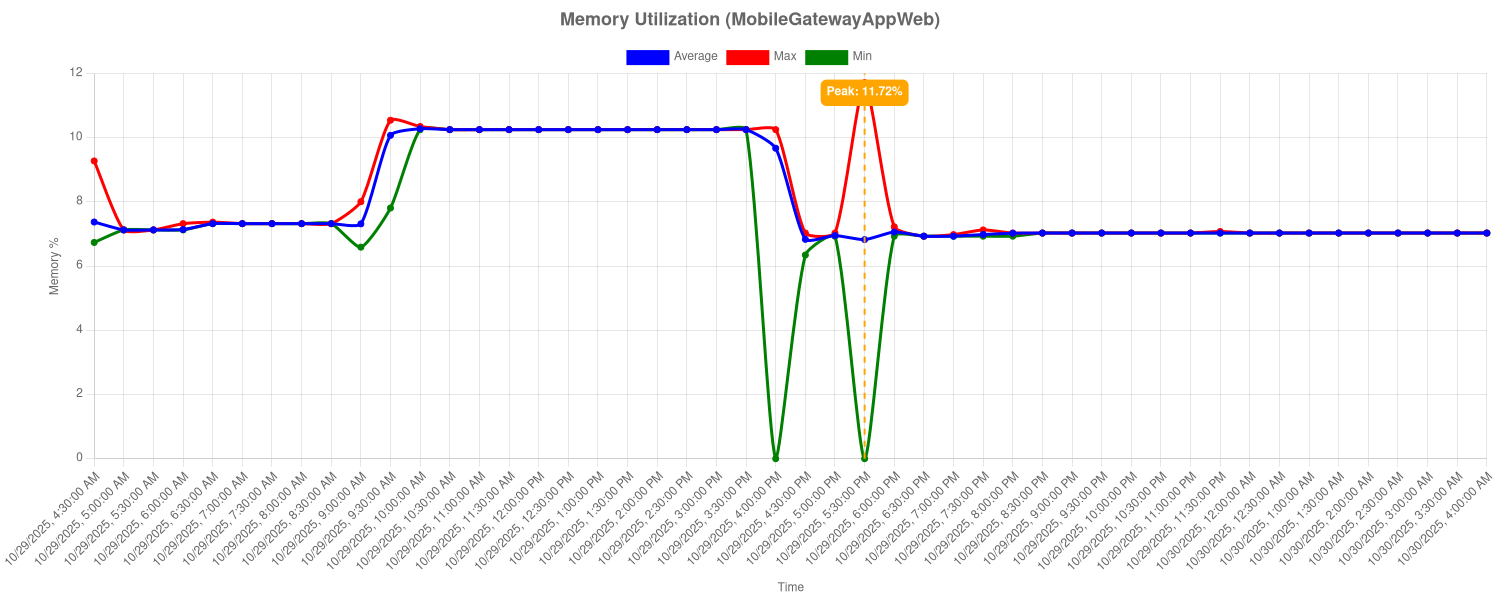 Memory Utilization (MobileGatewayAppWeb)
Average Max Min
Peak: 11.72%
12
10
8
6
4
2
0
Memory %
10/29/2025, 4:30:00 AM
10/29/2025, 5:00:00 AM
10/29/2025, 5:30:00 AM
10/29/2025, 6:00:00 AM
10/29/2025, 6:30:00 AM
10/29/2025, 7:00:00 AM
10/29/2025, 7:30:00 AM
10/29/2025, 8:00:00 AM
10/29/2025, 8:30:00 AM
10/29/2025, 9:00:00 AM
10/29/2025, 9:30:00 AM
10/29/2025, 10:00:00 AM
10/29/2025, 10:30:00 AM
10/29/2025, 11:00:00 AM
10/29/2025, 11:30:00 AM
10/29/2025, 12:00:00 PM
10/29/2025, 12:30:00 PM
10/29/2025, 1:00:00 PM
10/29/2025, 1:30:00 PM
10/29/2025, 2:00:00 PM
10/29/2025, 2:30:00 PM
10/29/2025, 3:00:00 PM
10/29/2025, 3:30:00 PM
10/29/2025, 4:00:00 PM
10/29/2025, 4:30:00 PM
10/29/2025, 5:00:00 PM
10/29/2025, 5:30:00 PM
10/29/2025, 6:00:00 PM
10/29/2025, 6:30:00 PM
10/29/2025, 7:00:00 PM
10/29/2025, 7:30:00 PM
10/29/2025, 8:00:00 PM
10/29/2025, 8:30:00 PM
10/29/2025, 9:00:00 PM
10/29/2025, 9:30:00 PM
10/29/2025, 10:00:00 PM
10/29/2025, 10:30:00 PM
10/29/2025, 11:00:00 PM
10/29/2025, 11:30:00 PM
10/30/2025, 12:00:00 AM
10/30/2025, 12:30:00 AM
10/30/2025, 1:00:00 AM
10/30/2025, 1:30:00 AM
10/30/2025, 2:00:00 AM
10/30/2025, 2:30:00 AM
10/30/2025, 3:00:00 AM
10/30/2025, 3:30:00 AM
10/30/2025, 4:00:00 AM
Time